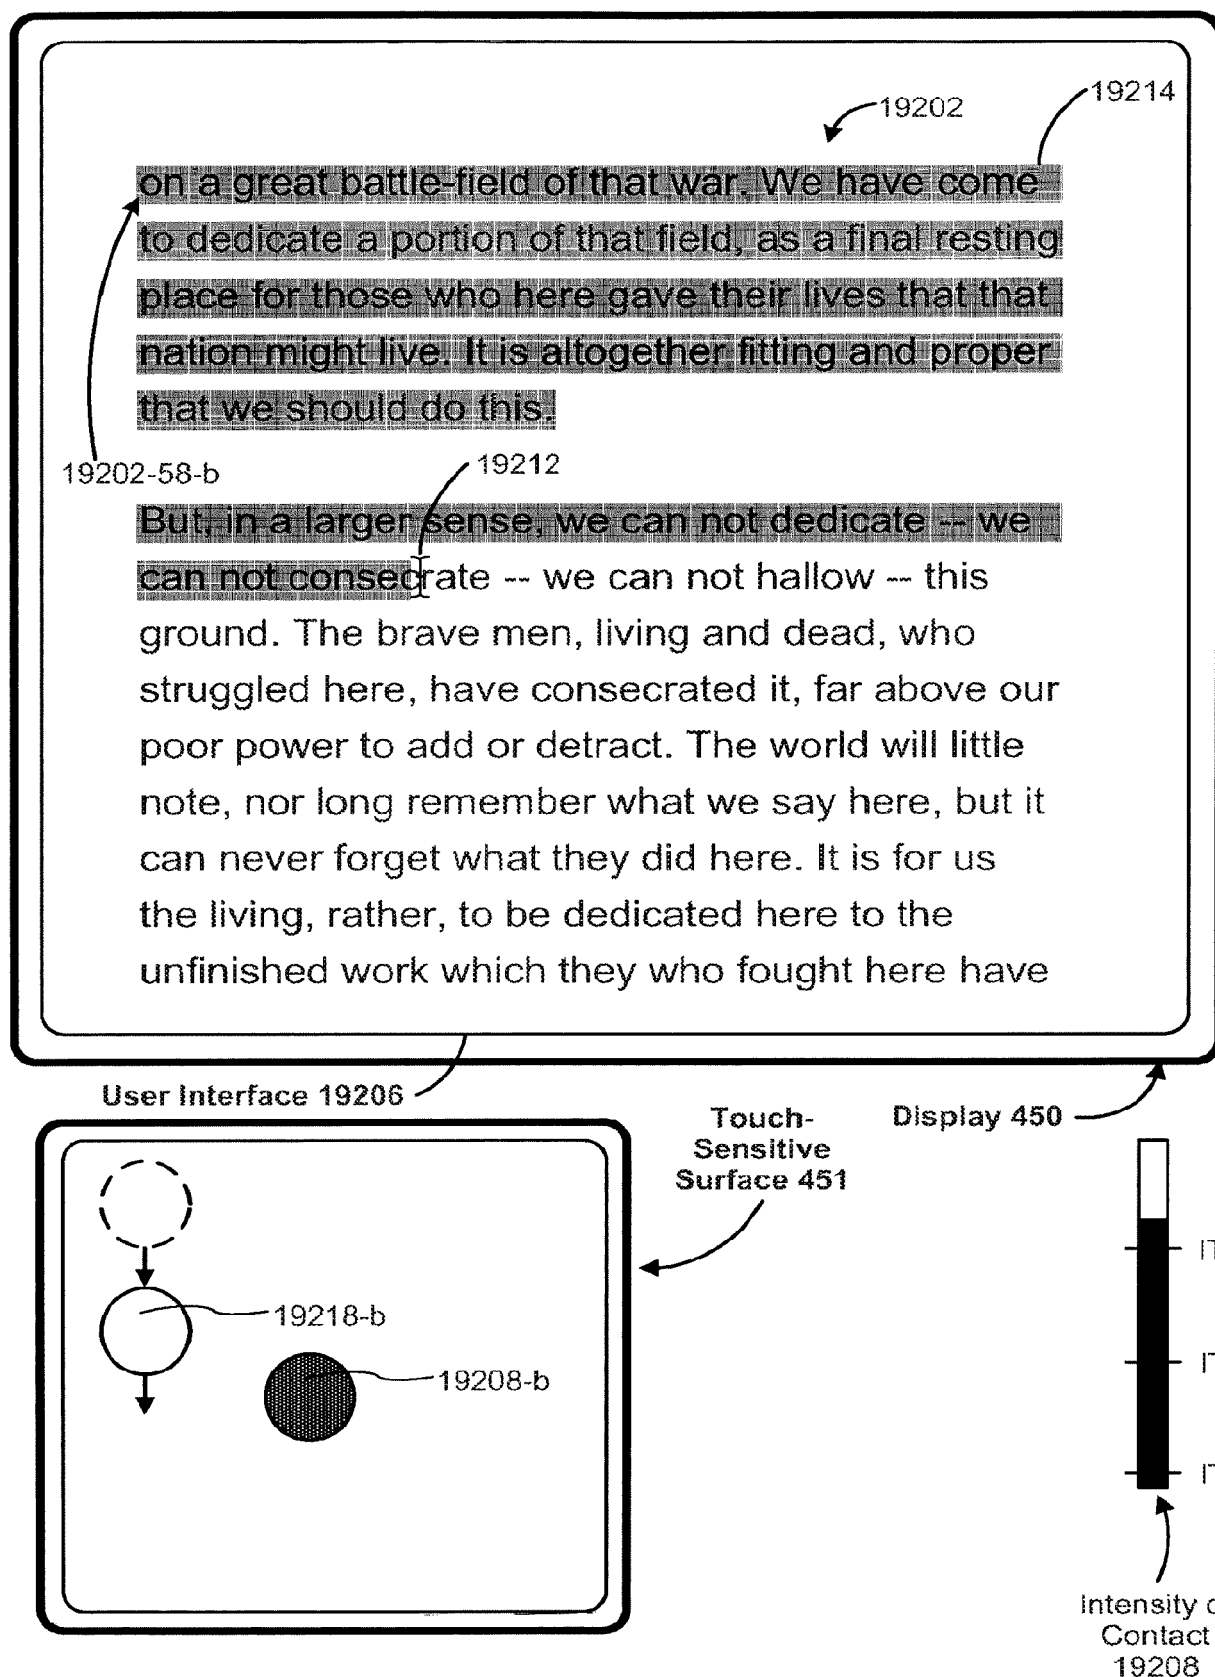 19202
19214
on a great battle-field of that war. We have come
to dedicate a portion of that field, as a final resting
place for those who here gave their lives that that
nation might live. It is altogether fitting and proper
that we should do this.
19202-58-b
19212
But, in a larger sense, we can not dedicate -- we
can not consecrate -- we can not hallow -- this
ground. The brave men, living and dead, who
struggled here, have consecrated it, far above our
poor power to add or detract. The world will little
note, nor long remember what we say here, but it
can never forget what they did here. It is for us
the living, rather, to be dedicated here to the
unfinished work which they who fought here have
User Interface 19206
Touch-
Sensitive
Surface 451
Display 450
19218-b
19208-b
IT
IT
IT
Intensity
Contact
19208